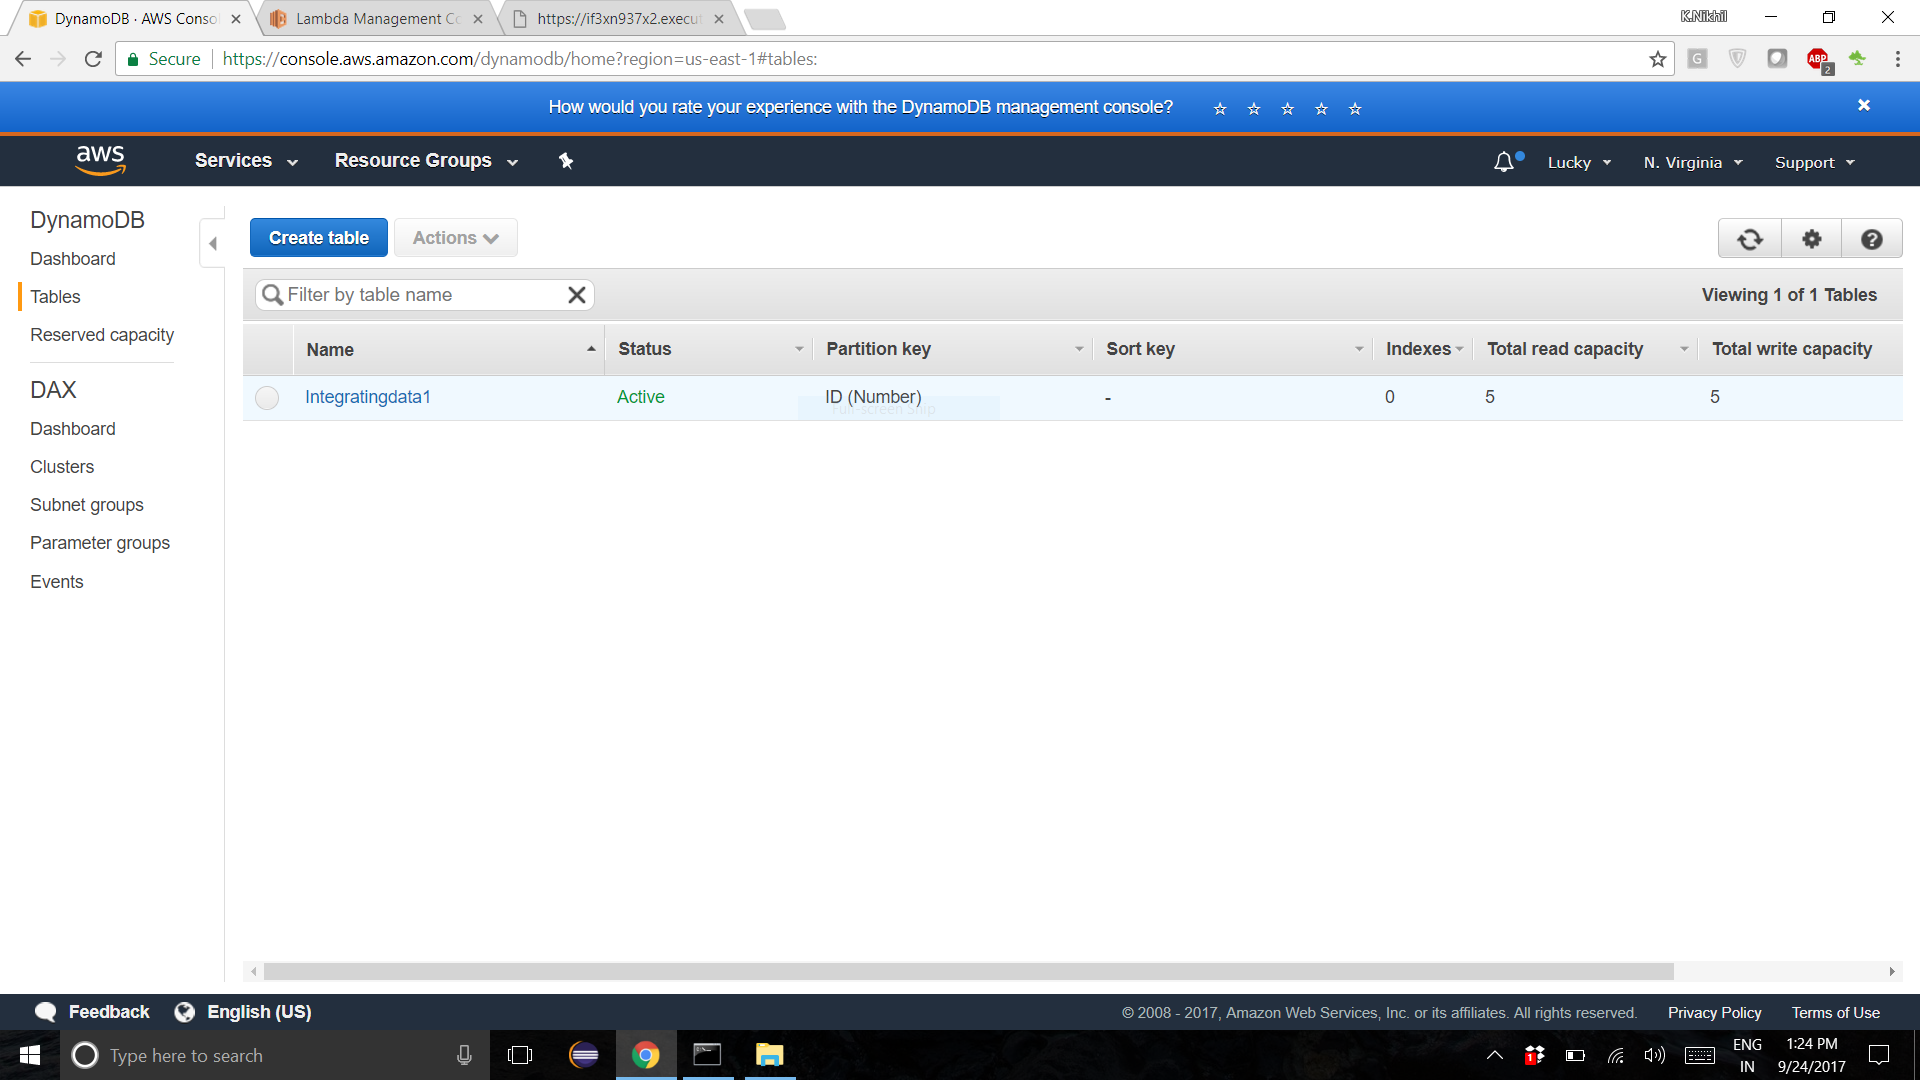 DynamoDB · AWS Conso
Lambda Management Co
https://if3xn937x2.execut
K.Nikhil
Secure https://console.aws.amazon.com/dynamodb/home?region=us-east-1#tables:
G
ABP
2
How would you rate your experience with the DynamoDB management console?
aws
Services
Resource Groups
Lucky
N. Virginia
Support
DynamoDB
Dashboard
Tables
Reserved capacity
DAX
Dashboard
Clusters
Subnet groups
Parameter groups
Events
Create table
Actions
Filter by table name
Viewing 1 of 1 Tables
Name Status Partition key Sort key Indexes Total read capacity Total write capacity
Integratingdata1 Active ID (Number) - 0 5 5
Full-screen Snip
Feedback
English (US)
© 2008 - 2017, Amazon Web Services, Inc. or its affiliates. All rights reserved. Privacy Policy Terms of Use
Type here to search
1
ENG
IN
1:24 PM
9/24/2017